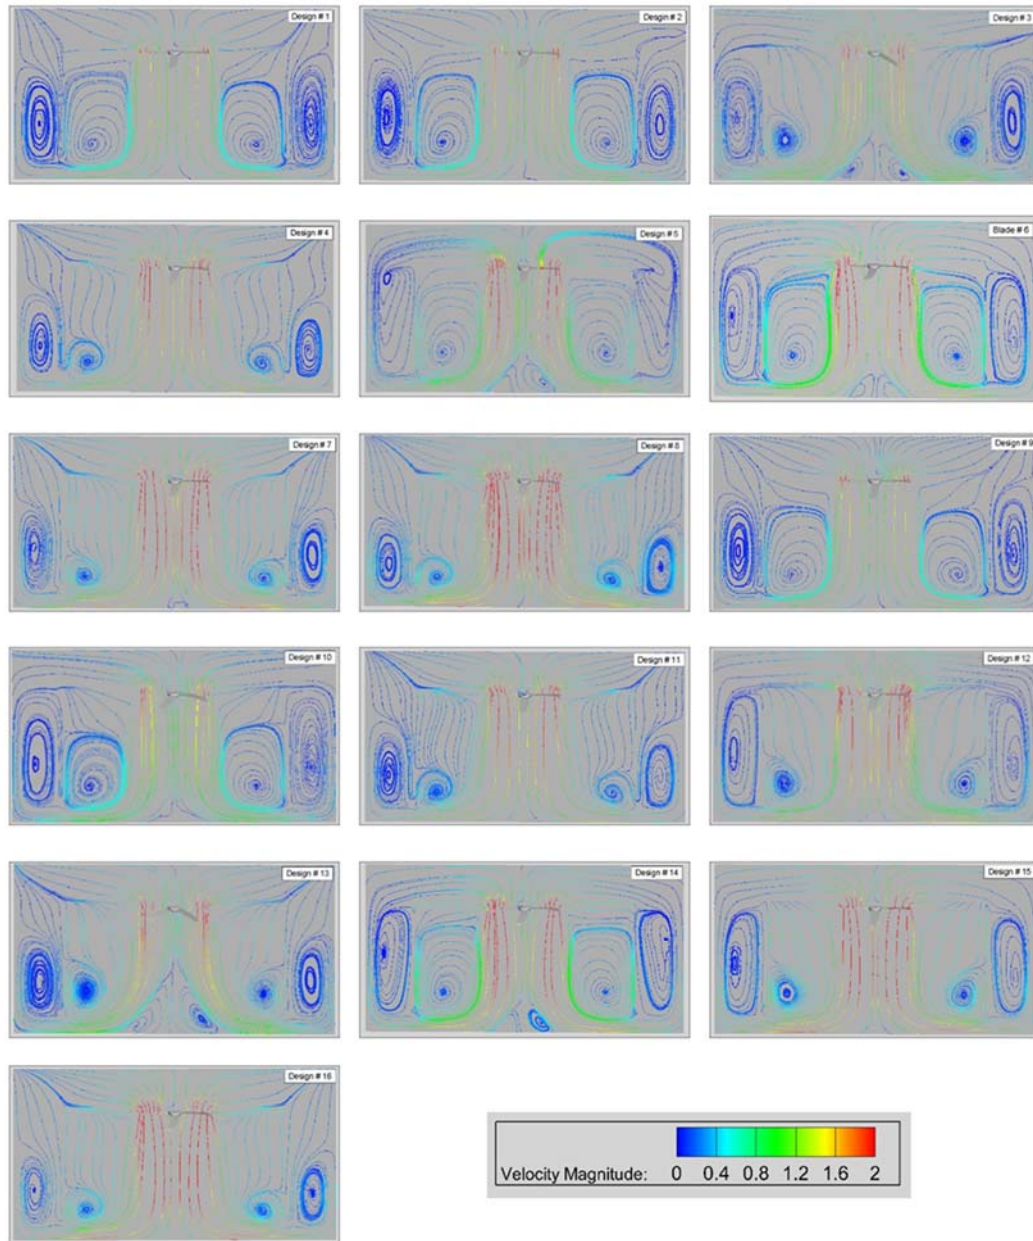 Design # 1
Design # 2
Design # 3
Design # 4
Design # 5
Blade # 6
Design # 7
Design # 8
Design # 9
Design # 10
Design # 11
Design # 12
Design # 13
Design # 14
Design # 15
Design # 16
Velocity Magnitude: 0 0.4 0.8 1.2 1.6 2